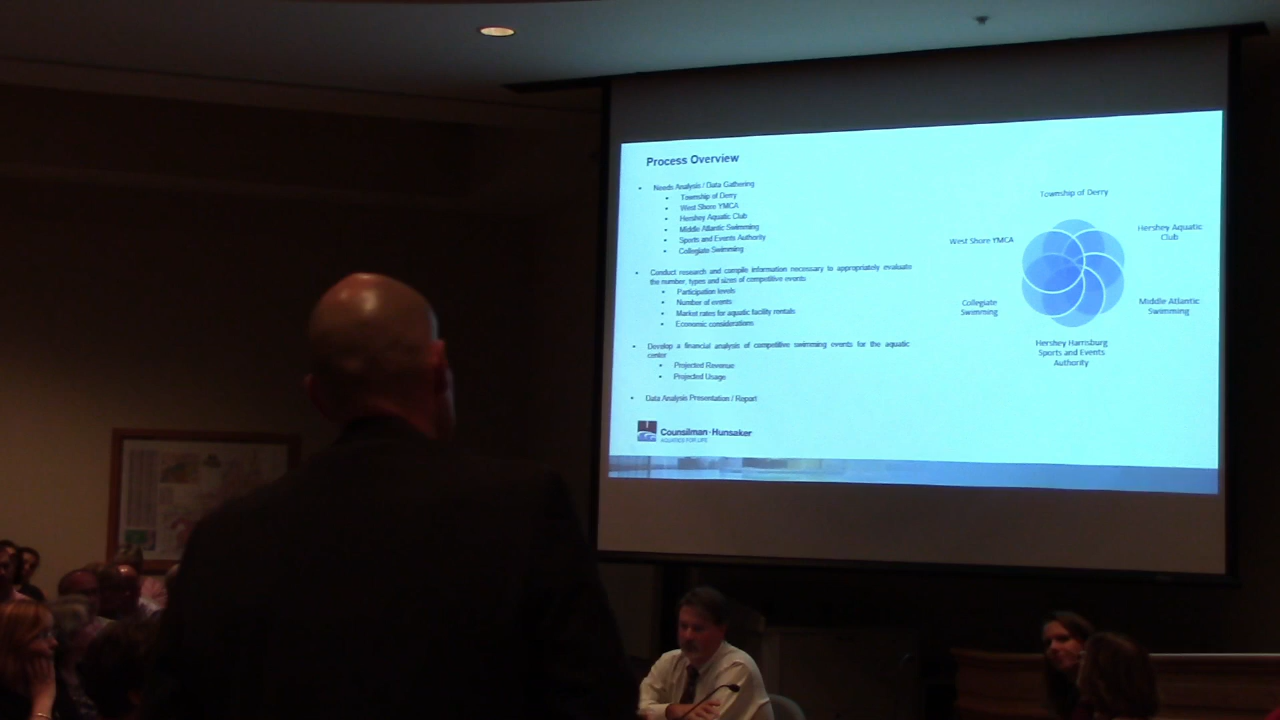 Process Overview
• Needs Analysis / Data Gathering
• Township of Derry
• West Shore YMCA
• Hershey Aquatic Club
• Middle Atlantic Swimming
• Sports and Events Authority
• Collegiate Swimming
• Conduct research and compile information necessary to appropriately evaluate
the number, types and sizes of competitive events
• Participation levels
• Number of events
• Market rates for aquatic facility rentals
• Economic considerations
• Develop a financial analysis of competitive swimming events for the aquatic
center
• Projected Revenue
• Projected Usage
• Data Analysis Presentation / Report
Counsilman·Hunsaker
AQUATICS FOR LIFE
Township of Derry
West Shore YMCA
Hershey Aquatic
Club
Collegiate
Swimming
Middle Atlantic
Swimming
Hershey Harrisburg
Sports and Events
Authority